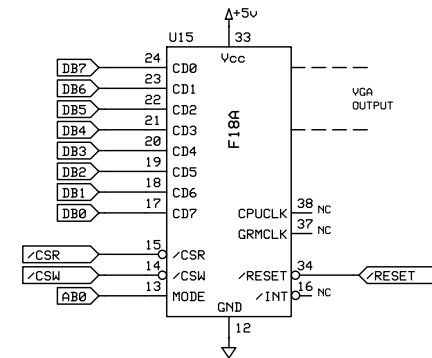 +5v
U15 33
Vcc
DB7 24 CD0
DB6 23 CD1
DB5 22 CD2
DB4 21 CD3
DB3 20 CD4
DB2 19 CD5
DB1 18 CD6
DB0 17 CD7
F18A
VGA
OUTPUT
CPUCLK 38 NC
GRMCLK 37 NC
/CSR 15 /CSR
/CSW 14 /CSW
AB0 13 MODE
/RESET 34 /RESET
/INT 16 NC
GND
12